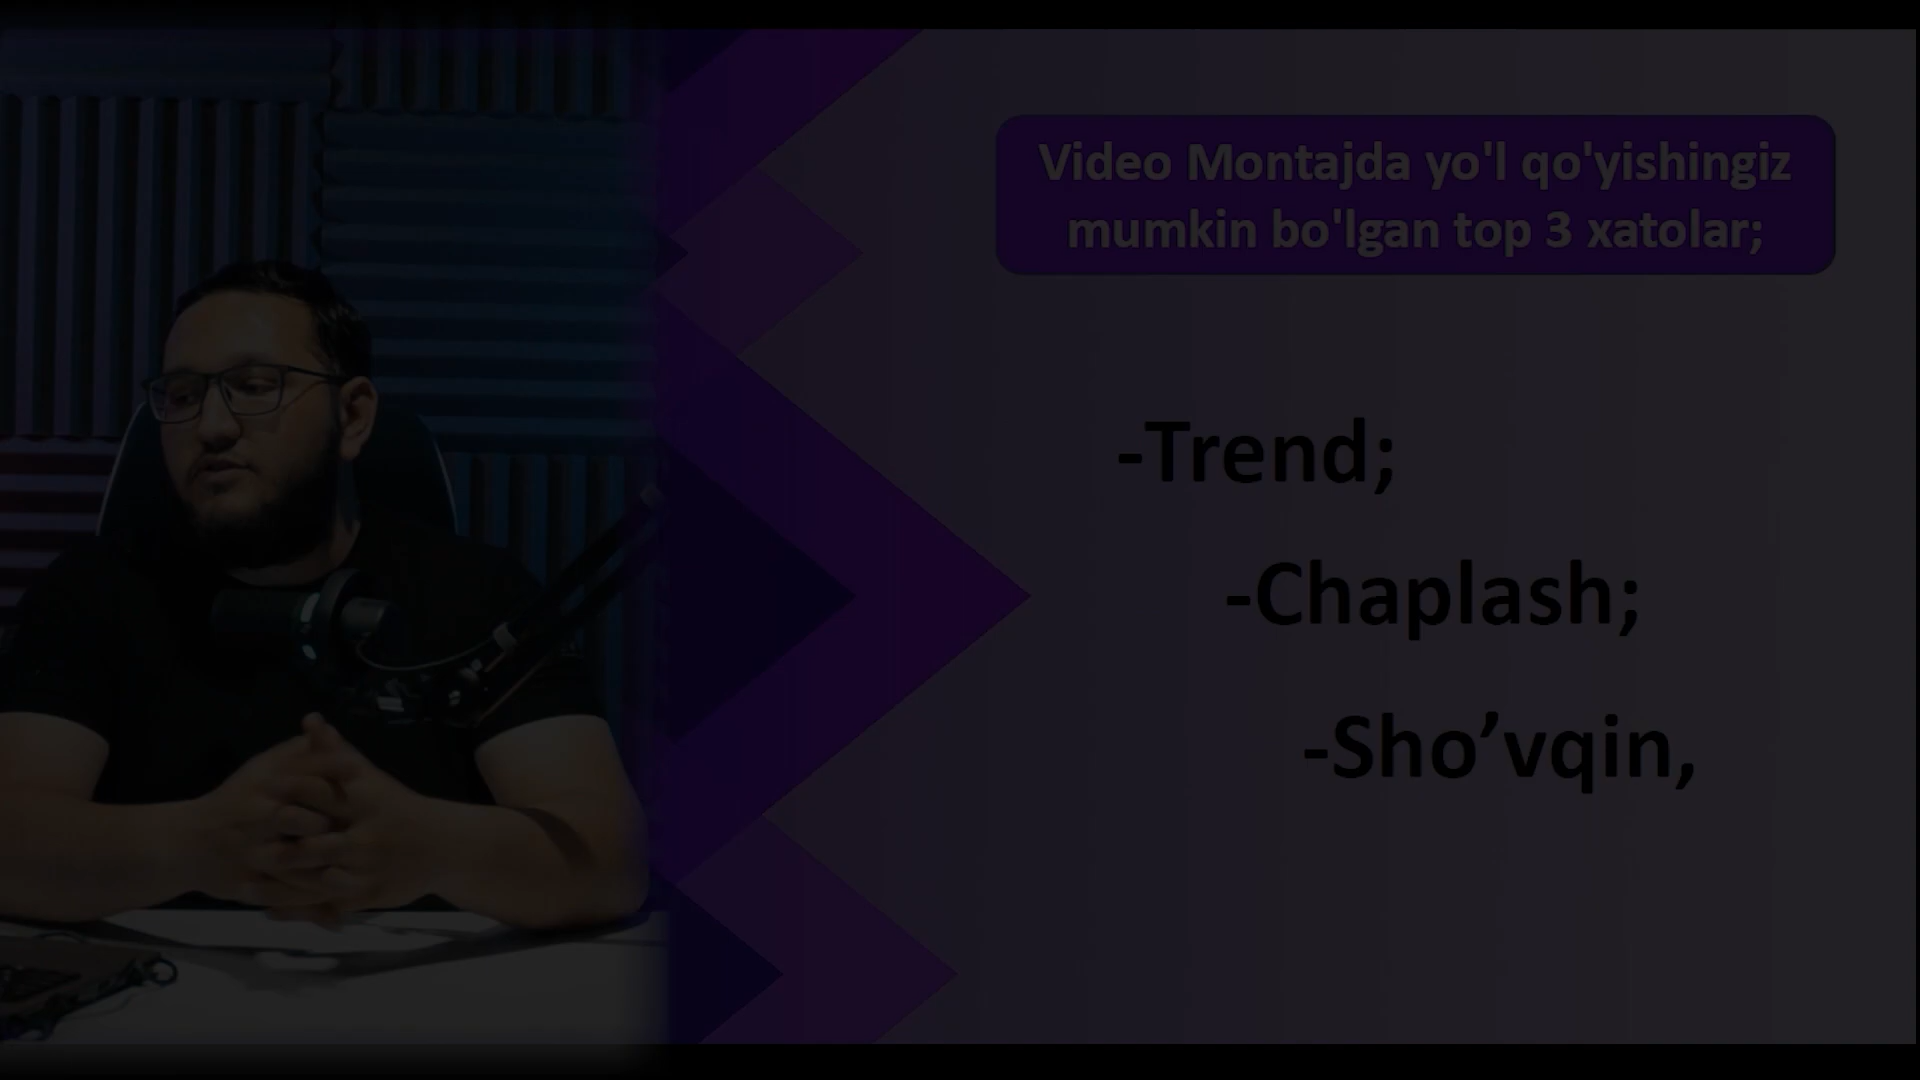 Video Montajda yo'l qo'yishingiz
mumkin bo'lgan top 3 xatolar;
-Trend;
-Chaplash;
-Sho’vqin,